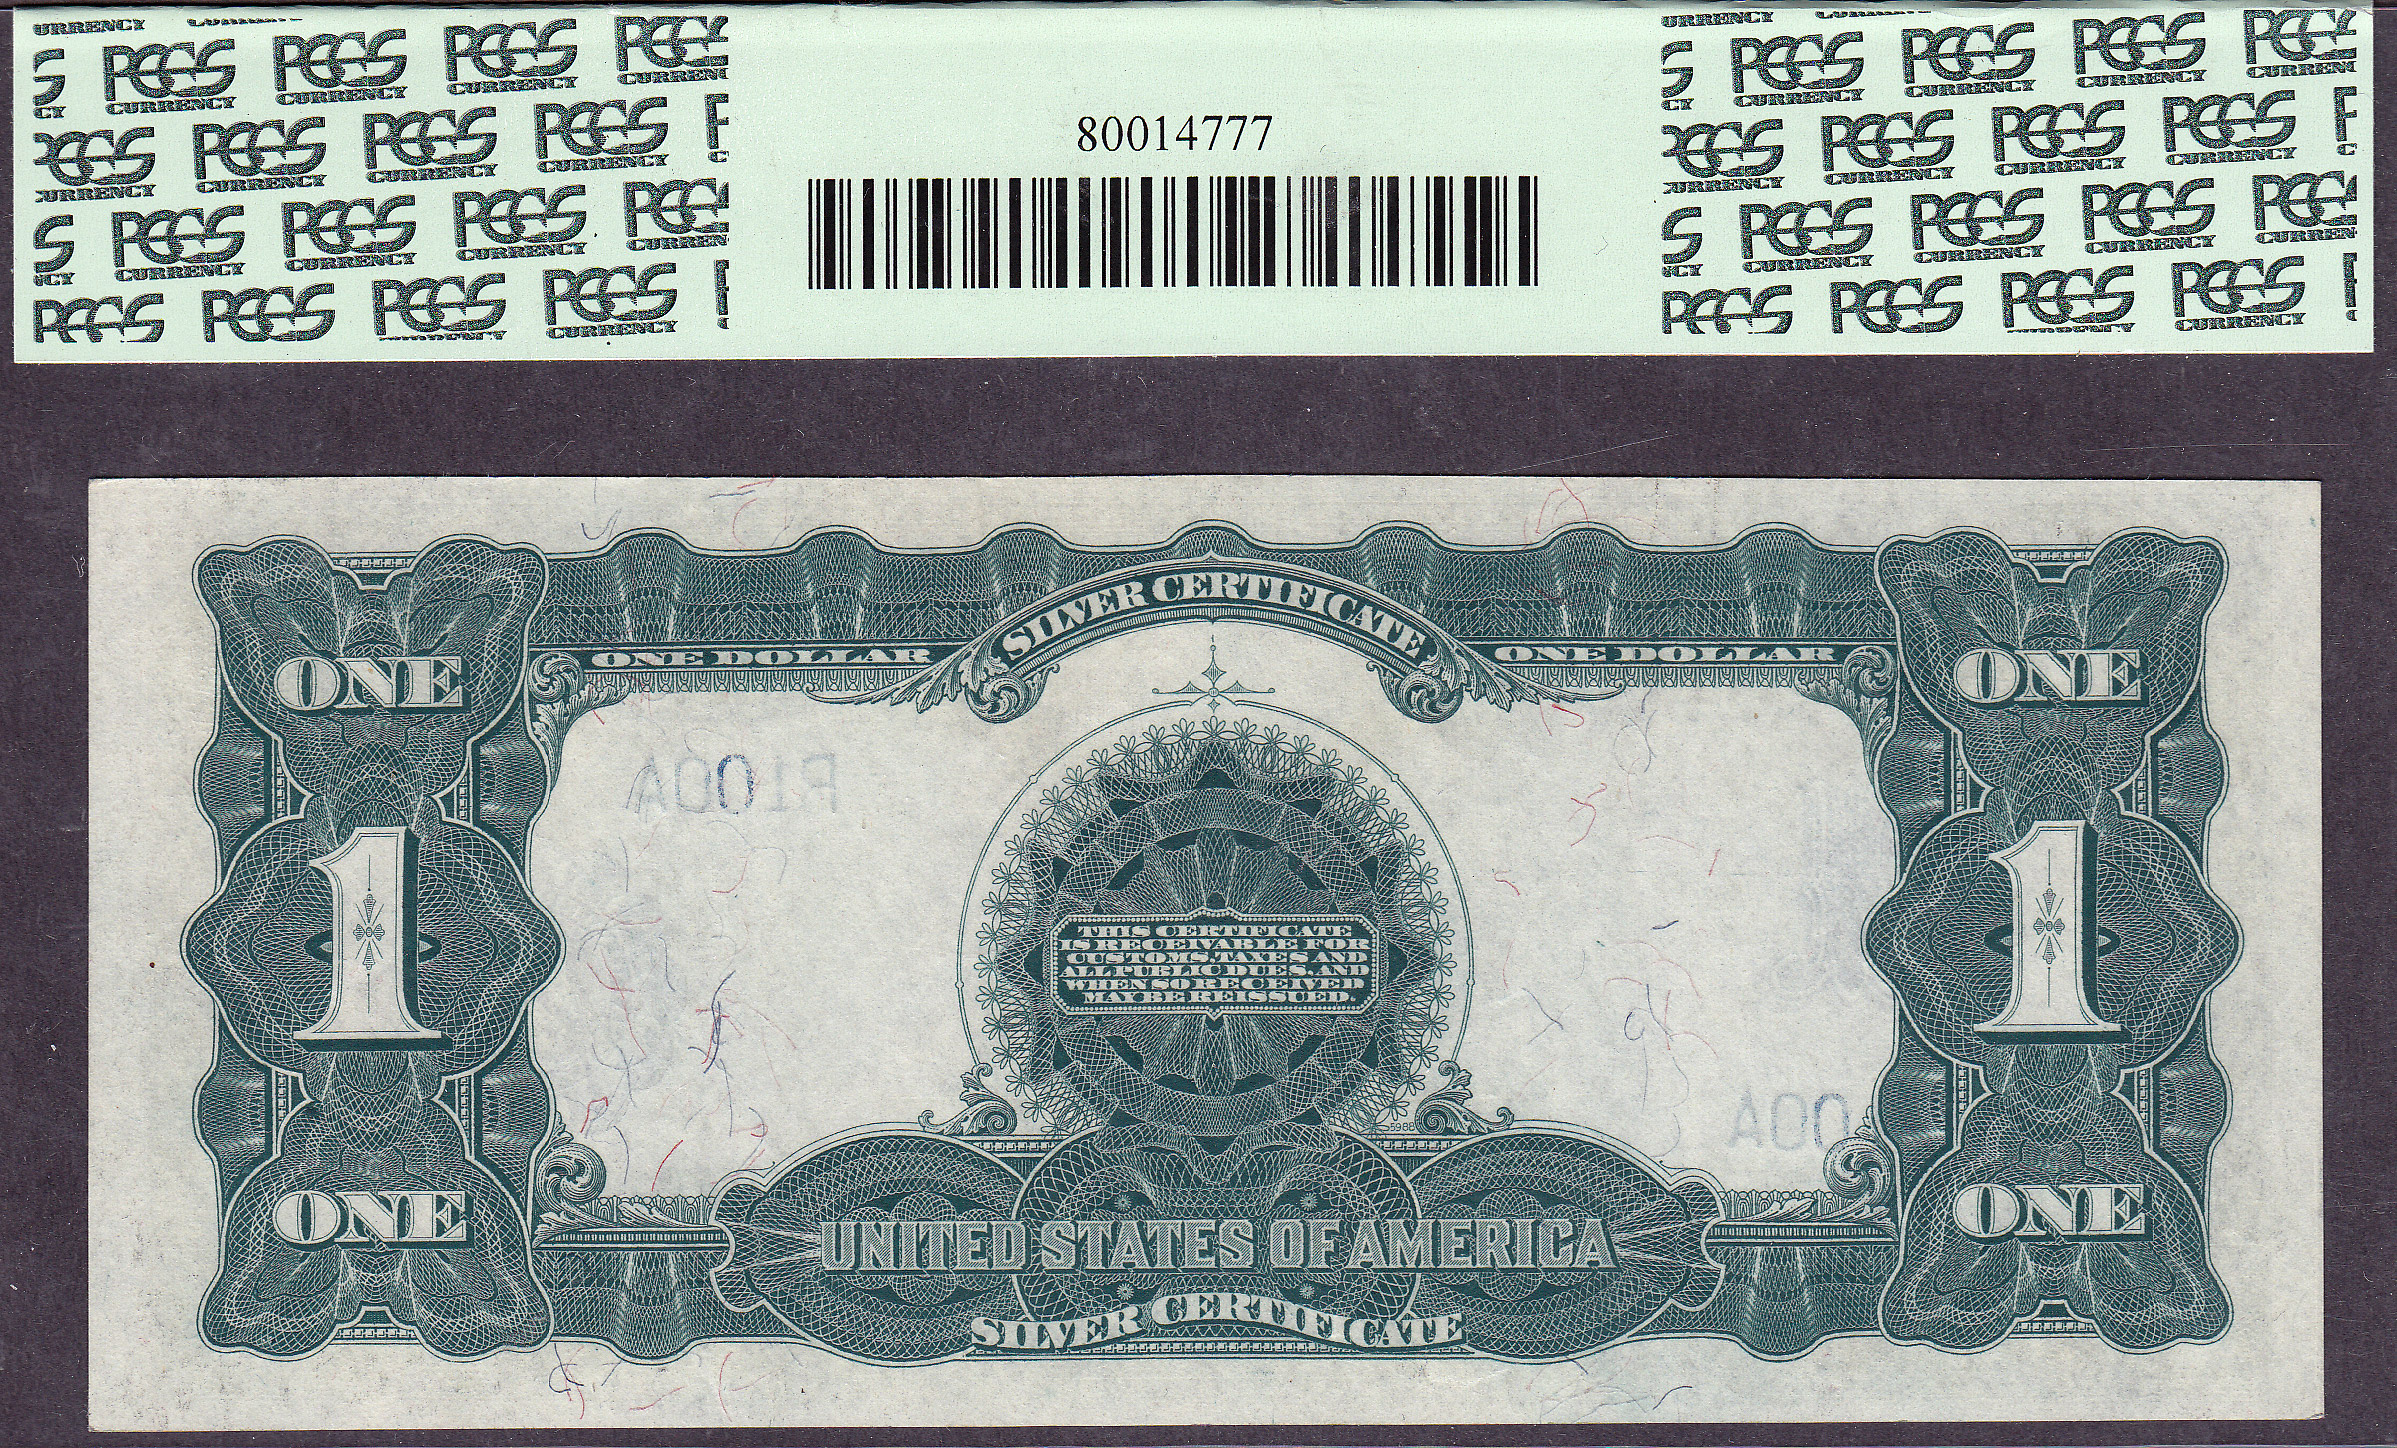 PCGS CURRENCY
80014777
SILVER CERTIFICATE
ONE DOLLAR
ONE DOLLAR
ONE
ONE
1
1
THIS CERTIFICATE
IS RECEIVABLE FOR
CUSTOMS, TAXES AND
ALL PUBLIC DUES, AND
WHEN SO RECEIVED,
MAY BE REISSUED.
5988
ONE
ONE
UNITED STATES OF AMERICA
SILVER CERTIFICATE